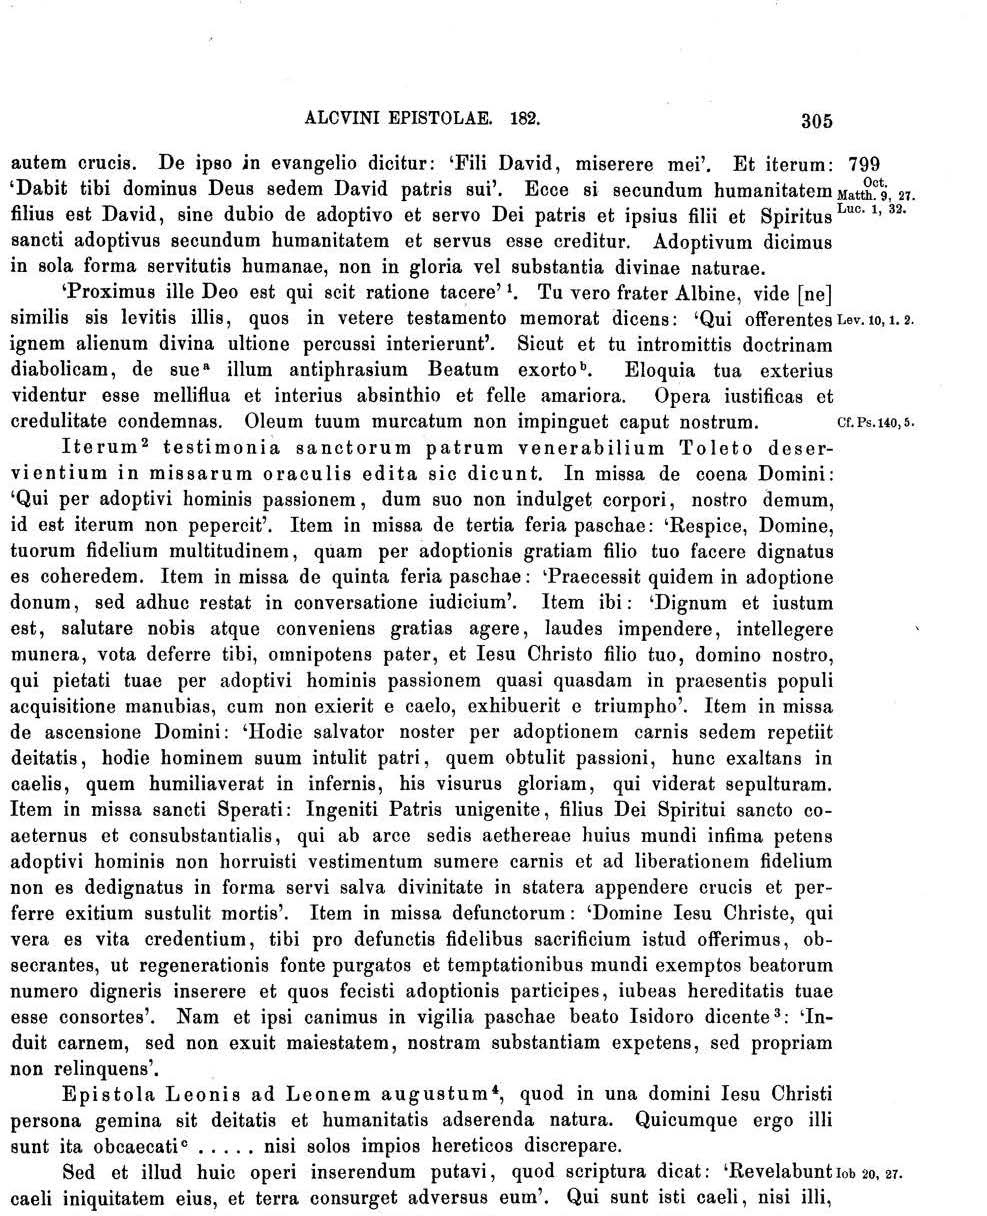 ALCVINI EPISTOLAE. 182. 305
autem crucis. De ipso in evangelio dicitur: ‘Fili David, miserere mei’. Et iterum: 799
‘Dabit tibi dominus Deus sedem David patris sui’. Ecce si secundum humanitatem Oct. Matth. 9, 27.
filius est David, sine dubio de adoptivo et servo Dei patris et ipsius filii et Spiritus Luc. 1, 32.
sancti adoptivus secundum humanitatem et servus esse creditur. Adoptivum dicimus
in sola forma servitutis humanae, non in gloria vel substantia divinae naturae.
‘Proximus ille Deo est qui scit ratione tacere’ ¹. Tu vero frater Albine, vide [ne]
similis sis levitis illis, quos in vetere testamento memorat dicens: ‘Qui offerentes Lev. 10, 1. 2.
ignem alienum divina ultione percussi interierunt’. Sicut et tu intromittis doctrinam
diabolicam, de sueᵃ illum antiphrasium Beatum exortoᵇ. Eloquia tua exterius
videntur esse melliflua et interius absinthio et felle amariora. Opera iustificas et
credulitate condemnas. Oleum tuum murcatum non impinguet caput nostrum. Cf. Ps. 140, 5.
Iterum² testimonia sanctorum patrum venerabilium Toleto deser-
vientium in missarum oraculis edita sic dicunt. In missa de coena Domini:
‘Qui per adoptivi hominis passionem, dum suo non indulget corpori, nostro demum,
id est iterum non pepercit’. Item in missa de tertia feria paschae: ‘Respice, Domine,
tuorum fidelium multitudinem, quam per adoptionis gratiam filio tuo facere dignatus
es coheredem. Item in missa de quinta feria paschae: ‘Praecessit quidem in adoptione
donum, sed adhuc restat in conversatione iudicium’. Item ibi: ‘Dignum et iustum
est, salutare nobis atque conveniens gratias agere, laudes impendere, intellegere
munera, vota deferre tibi, omnipotens pater, et Iesu Christo filio tuo, domino nostro,
qui pietati tuae per adoptivi hominis passionem quasi quasdam in praesentis populi
acquisitione manubias, cum non exierit e caelo, exhibuerit e triumpho’. Item in missa
de ascensione Domini: ‘Hodie salvator noster per adoptionem carnis sedem repetiit
deitatis, hodie hominem suum intulit patri, quem obtulit passioni, hunc exaltans in
caelis, quem humiliaverat in infernis, his visurus gloriam, qui viderat sepulturam.
Item in missa sancti Sperati: Ingeniti Patris unigenite, filius Dei Spiritui sancto co-
aeternus et consubstantialis, qui ab arce sedis aethereae huius mundi infima petens
adoptivi hominis non horruisti vestimentum sumere carnis et ad liberationem fidelium
non es dedignatus in forma servi salva divinitate in statera appendere crucis et per-
ferre exitium sustulit mortis’. Item in missa defunctorum: ‘Domine Iesu Christe, qui
vera es vita credentium, tibi pro defunctis fidelibus sacrificium istud offerimus, ob-
secrantes, ut regenerationis fonte purgatos et temptationibus mundi exemptos beatorum
numero digneris inserere et quos fecisti adoptionis participes, iubeas hereditatis tuae
esse consortes’. Nam et ipsi canimus in vigilia paschae beato Isidoro dicente³: ‘In-
duit carnem, sed non exuit maiestatem, nostram substantiam expetens, sed propriam
non relinquens’.
Epistola Leonis ad Leonem augustum⁴, quod in una domini Iesu Christi
persona gemina sit deitatis et humanitatis adserenda natura. Quicumque ergo illi
sunt ita obcaecatiᶜ ..... nisi solos impios hereticos discrepare.
Sed et illud huic operi inserendum putavi, quod scriptura dicat: ‘Revelabunt Iob 20, 27.
caeli iniquitatem eius, et terra consurget adversus eum’. Qui sunt isti caeli, nisi illi,